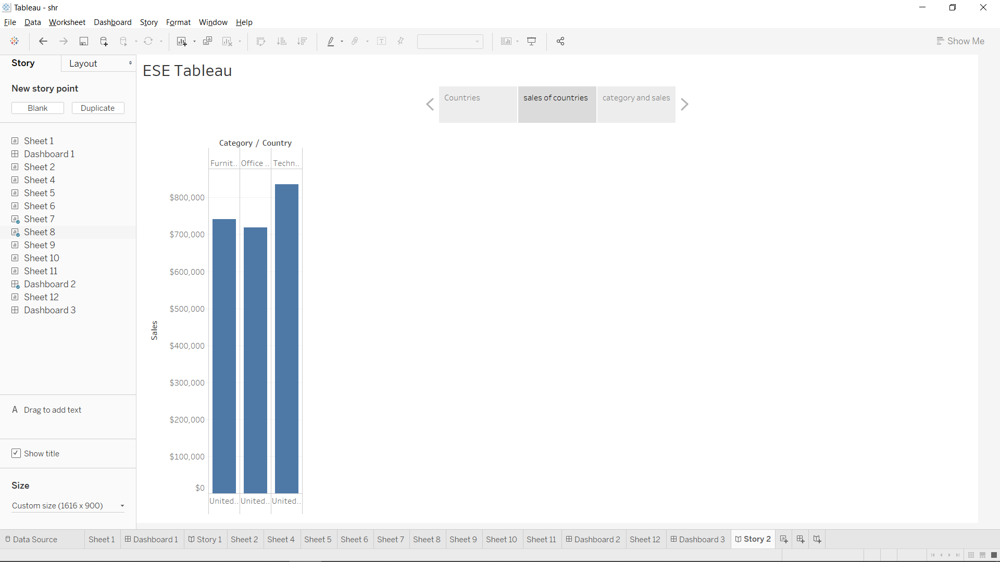 Tableau - shr
File Data Worksheet Dashboard Story Format Window Help
Show Me
Story Layout
New story point
Blank Duplicate
Sheet 1
Dashboard 1
Sheet 2
Sheet 4
Sheet 5
Sheet 6
Sheet 7
Sheet 8
Sheet 9
Sheet 10
Sheet 11
Dashboard 2
Sheet 12
Dashboard 3
A Drag to add text
Show title
Size
Custom size (1616 x 900)
ESE Tableau
Countries sales of countries category and sales
Category / Country
Furnit.. Office .. Techn..
$800,000
$700,000
$600,000
$500,000
$400,000
$300,000
$200,000
$100,000
$0
Sales
United.. United.. United..
Data Source Sheet 1 Dashboard 1 Story 1 Sheet 2 Sheet 4 Sheet 5 Sheet 6 Sheet 7 Sheet 8 Sheet 9 Sheet 10 Sheet 11 Dashboard 2 Sheet 12 Dashboard 3 Story 2